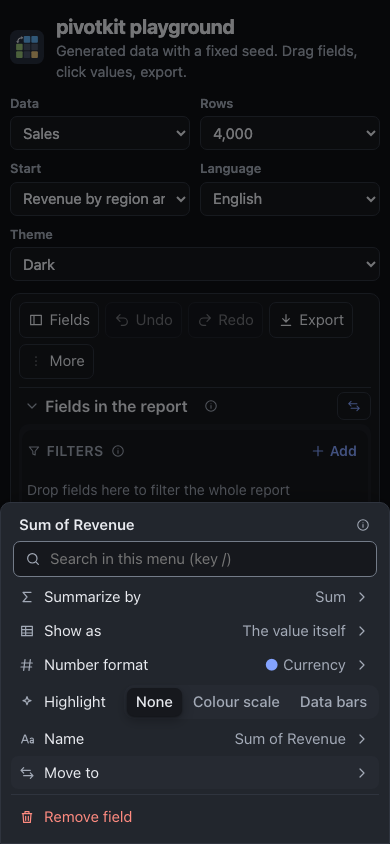 pivotkit playground
Generated data with a fixed seed. Drag fields,
click values, export.
Data
Rows
Sales
4,000
Start
Language
Revenue by region ar
English
Theme
Dark
Fields
Undo
Redo
Export
More
Fields in the report
FILTERS
+ Add
Drop fields here to filter the whole report
Sum of Revenue
Search in this menu (key /)
Summarize by Sum
Show as The value itself
Number format Currency
Highlight None Colour scale Data bars
Aa Name Sum of Revenue
Move to
Remove field